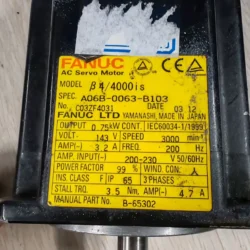 FANUC
AC Servo Motor
MODEL β4/4000is
SPEC. A06B-0063-B103
No. C03ZF4031 DATE 03.12
FANUC LTD YAMANASHI, MADE IN JAPAN
OUTPUT 0.75kW CONT. IEC60034-1/1999
VOLT. 143 V SPEED 3000 min-1
AMP.(~) 3.2 A FREQ. 200 Hz
AMP. INPUT(~) 200-230 V 50/60Hz
POWER FACTOR 99 % WIND.CON. 人
INS.CLASS F IP 65 3 PHASES
STALL TRQ. 3.5 Nm, AMP(~) 4.7 A
MANUAL PART No. B-65302